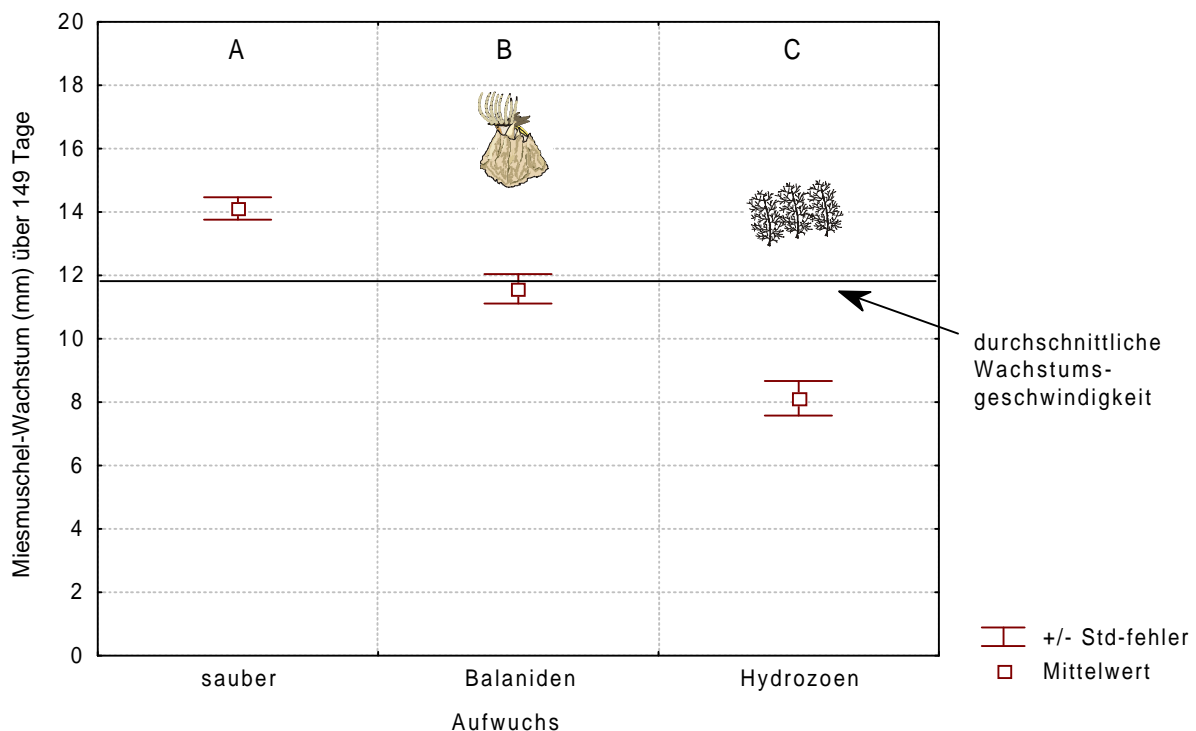 Miesmuschel-Wachstum (mm) über 149 Tage
20
18
16
14
12
10
8
6
4
2
0
A
B
C
durchschnittliche
Wachstums-
geschwindigkeit
+/- Std-fehler
Mittelwert
sauber
Balaniden
Hydrozoen
Aufwuchs